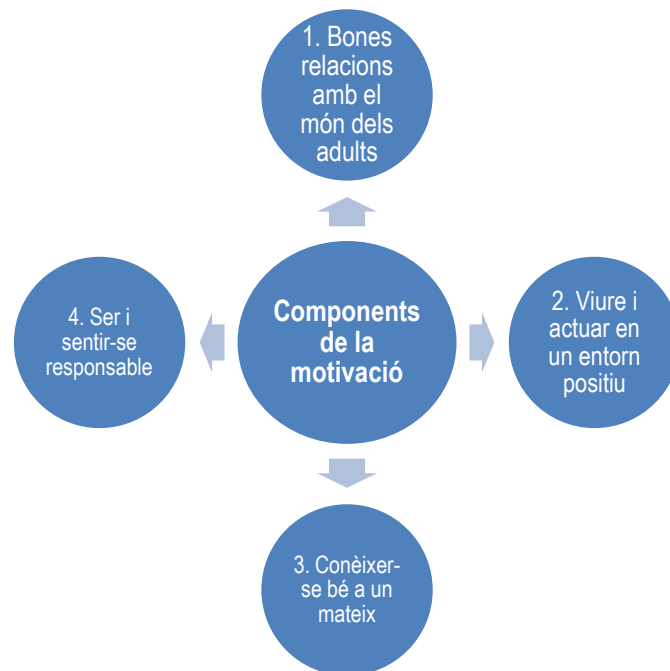 1. Bones
relacions
amb el
món dels
adults
Components
de la
motivació
2. Viure i
actuar en
un entorn
positiu
3. Conèixer-
se bé a un
mateix
4. Ser i
sentir-se
responsable